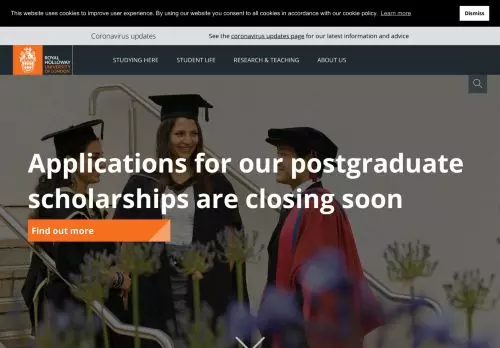 This website uses cookies to improve user experience. By using our website you consent to all cookies in accordance with our cookie policy. Learn more
Dismiss
Coronavirus updates
See the coronavirus updates page for our latest information and advice
ROYAL
HOLLOWAY
UNIVERSITY
OF LONDON
STUDYING HERE
STUDENT LIFE
RESEARCH & TEACHING
ABOUT US
Applications for our postgraduate
scholarships are closing soon
Find out more